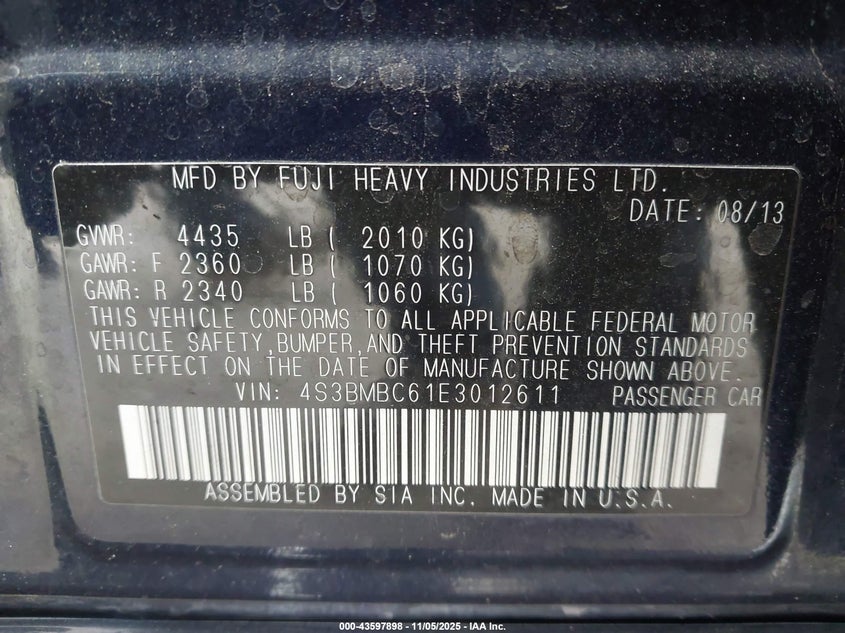 MFD BY FUJI HEAVY INDUSTRIES LTD.
DATE: 08/13
GVWR: 4435 LB ( 2010 KG)
GAWR: F 2360 LB ( 1070 KG)
GAWR: R 2340 LB ( 1060 KG)
THIS VEHICLE CONFORMS TO ALL APPLICABLE FEDERAL MOTOR
VEHICLE SAFETY,BUMPER,AND THEFT PREVENTION STANDARDS
IN EFFECT ON THE DATE OF MANUFACTURE SHOWN ABOVE.
VIN: 4S3BMBC61E3012611 PASSENGER CAR
ASSEMBLED BY SIA INC. MADE IN U.S.A.
000-43597898 - 11/05/2025 - IAA Inc.